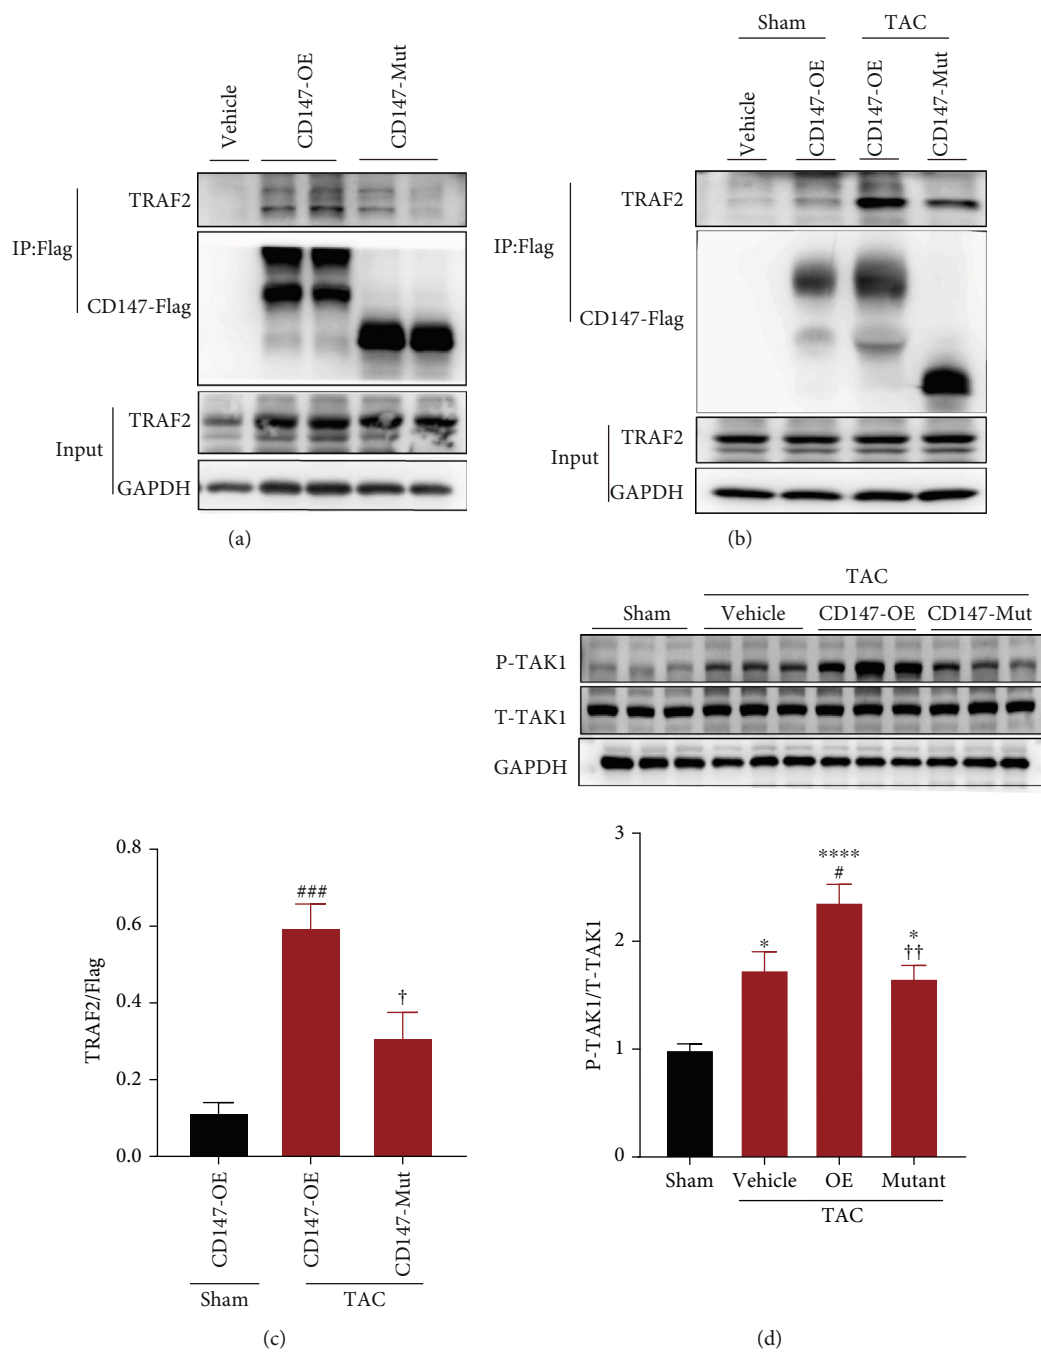 Vehicle
CD147-OE
CD147-Mut
IP:Flag
TRAF2
CD147-Flag
Input
TRAF2
GAPDH
(a)
Sham
TAC
Vehicle
CD147-OE
CD147-OE
CD147-Mut
IP:Flag
TRAF2
CD147-Flag
Input
TRAF2
GAPDH
(b)
TRAF2/Flag
0.8
0.6
0.4
0.2
0.0
###
†
CD147-OE
CD147-OE
CD147-Mut
Sham
TAC
(c)
TAC
Sham
Vehicle
CD147-OE
CD147-Mut
P-TAK1
T-TAK1
GAPDH
P-TAK1/T-TAK1
3
2
1
0
*
****
#
*
††
Sham
Vehicle
OE
Mutant
TAC
(d)